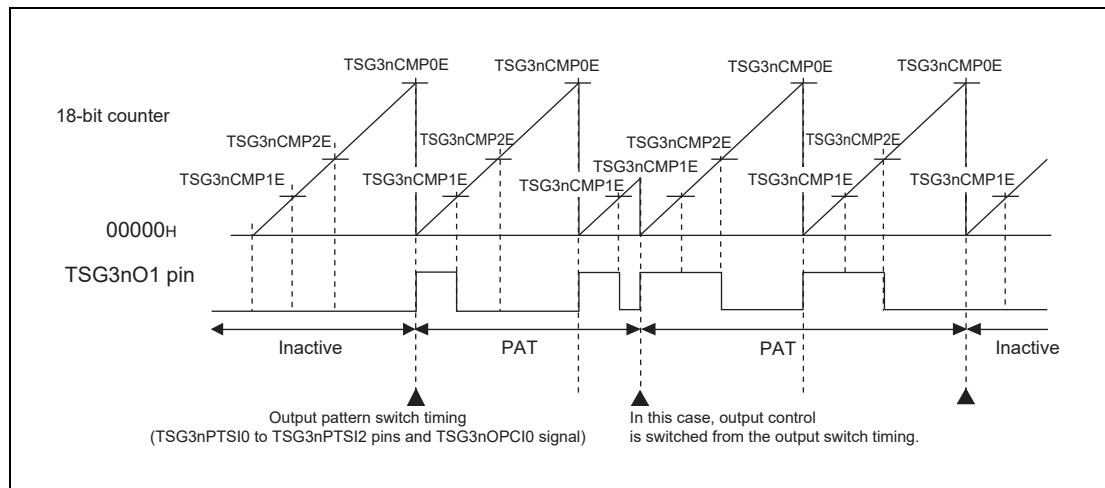 TSG3nCMP0E TSG3nCMP0E TSG3nCMP0E TSG3nCMP0E
18-bit counter
TSG3nCMP2E TSG3nCMP2E TSG3nCMP2E TSG3nCMP2E
TSG3nCMP1E
TSG3nCMP1E TSG3nCMP1E TSG3nCMP1E TSG3nCMP1E TSG3nCMP1E
00000H
TSG3nO1 pin
Inactive PAT PAT Inactive
Output pattern switch timing
(TSG3nPTSI0 to TSG3nPTSI2 pins and TSG3nOPCI0 signal)
In this case, output control
is switched from the output switch timing.